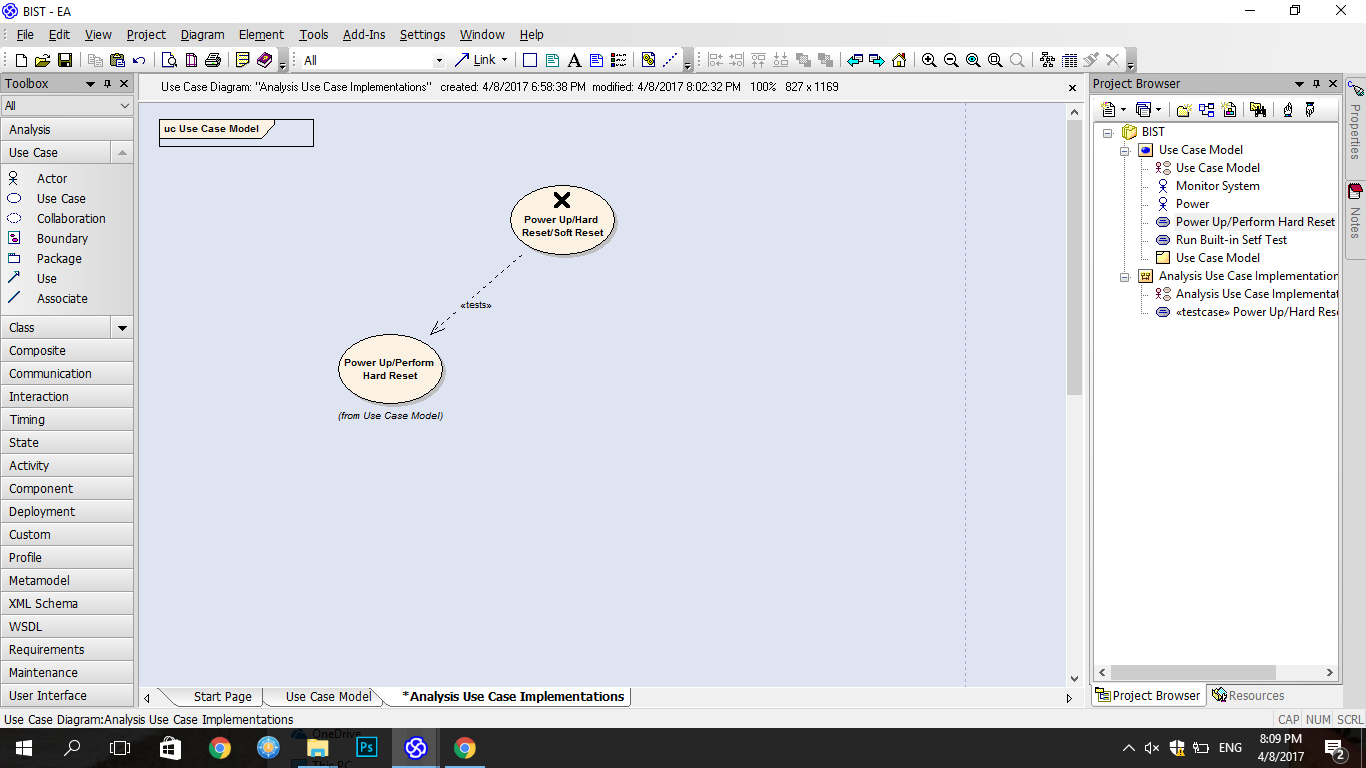 BIST - EA
File Edit View Project Diagram Element Tools Add-Ins Settings Window Help
All
Link
Toolbox
All
Analysis
Use Case
Actor
Use Case
Collaboration
Boundary
Package
Use
Associate
Class
Composite
Communication
Interaction
Timing
State
Activity
Component
Deployment
Custom
Profile
Metamodel
XML Schema
WSDL
Requirements
Maintenance
User Interface
Use Case Diagram: "Analysis Use Case Implementations" created: 4/8/2017 6:58:38 PM modified: 4/8/2017 8:02:32 PM 100% 827 x 1169
uc Use Case Model
Power Up/Hard
Reset/Soft Reset
«tests»
Power Up/Perform
Hard Reset
(from Use Case Model)
Start Page Use Case Model *Analysis Use Case Implementations
Project Browser
BIST
Use Case Model
Use Case Model
Monitor System
Power
Power Up/Perform Hard Reset
Run Built-in Setf Test
Use Case Model
Analysis Use Case Implementation
Analysis Use Case Implementat
«testcase» Power Up/Hard Rese
Project Browser Resources
Properties
Notes
Use Case Diagram:Analysis Use Case Implementations
CAP NUM SCRL
OneDrive
This PC
Ps
ENG
8:09 PM
4/8/2017
2